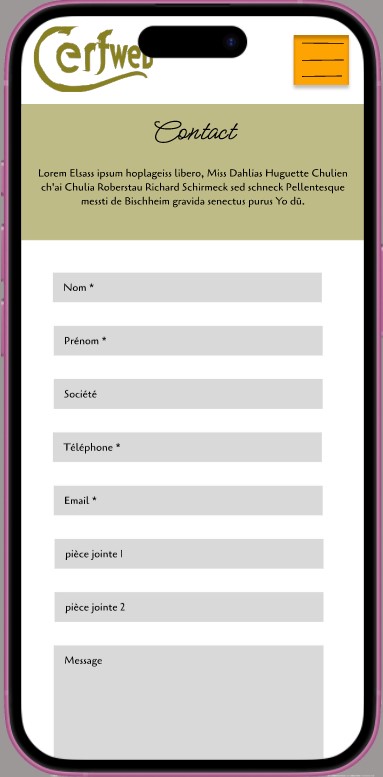 Cerfweb
Contact
Lorem Elsass ipsum hoplageiss libero, Miss Dahlias Huguette Chulien
ch'ai Chulia Roberstau Richard Schirmeck sed schneck Pellentesque
messti de Bischheim gravida senectus purus Yo dû.
Nom *
Prénom *
Société
Téléphone *
Email *
pièce jointe 1
pièce jointe 2
Message